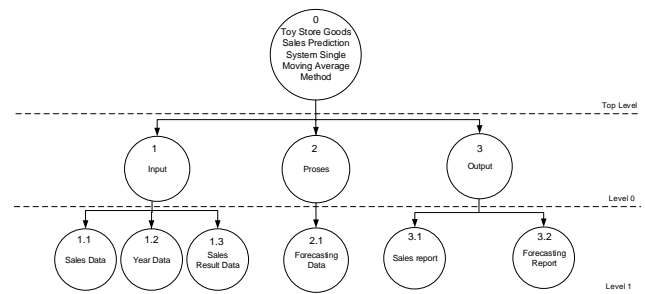 0
Toy Store Goods
Sales Prediction
System Single
Moving Average
Method
Top Level
1
Input
2
Proses
3
Output
Level 0
1.1
Sales Data
1.2
Year Data
1.3
Sales
Result Data
2.1
Forecasting
Data
3.1
Sales report
3.2
Forecasting
Report
Level 1